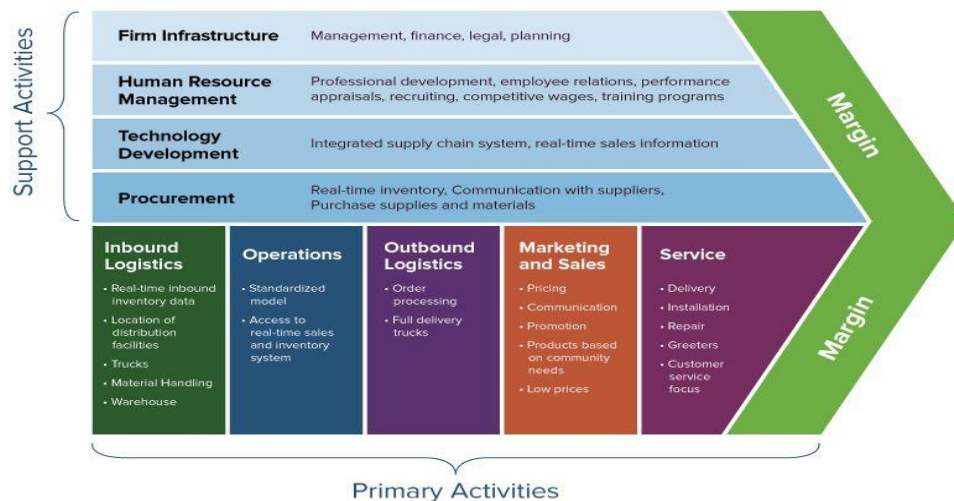 Support Activities
Firm Infrastructure
Management, finance, legal, planning
Human Resource
Management
Professional development, employee relations, performance
appraisals, recruiting, competitive wages, training programs
Technology
Development
Integrated supply chain system, real-time sales information
Procurement
Real-time inventory, Communication with suppliers,
Purchase supplies and materials
Margin
Inbound
Logistics
• Real-time inbound
inventory data
• Location of
distribution
facilities
• Trucks
• Material Handling
• Warehouse
Operations
• Standardized
model
• Access to
real-time sales
and inventory
system
Outbound
Logistics
• Order
processing
• Full delivery
trucks
Marketing
and Sales
• Pricing
• Communication
• Promotion
• Products based
on community
needs
• Low prices
Service
• Delivery
• Installation
• Repair
• Greeters
• Customer
service
focus
Margin
Primary Activities